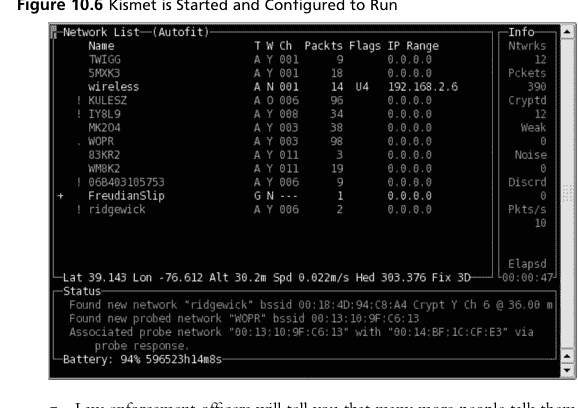 Figure 10.6 Kismet is Started and Configured to Run
Network List—(Autofit) Info
Name T W Ch Packts Flags IP Range Ntwrks
TWIGG A Y 001 9 0.0.0.0 12
5MXK3 A Y 001 18 0.0.0.0 Pckets
wireless A N 001 14 U4 192.168.2.6 390
! KULESZ A O 006 96 0.0.0.0 Cryptd
! IY8L9 A Y 008 34 0.0.0.0 12
MK2O4 A Y 003 38 0.0.0.0 Weak
. WOPR A Y 003 98 0.0.0.0 0
83KR2 A Y 011 3 0.0.0.0 Noise
WM8K2 A Y 011 19 0.0.0.0 0
! 06B403105753 A Y 006 9 0.0.0.0 Discrd
+ FreudianSlip G N --- 1 0.0.0.0 0
! ridgewick A Y 006 2 0.0.0.0 Pkts/s
10
Elapsd
Lat 39.143 Lon -76.612 Alt 30.2m Spd 0.022m/s Hed 303.376 Fix 3D 00:00:47
Status
Found new network "ridgewick" bssid 00:18:4D:94:C8:A4 Crypt Y Ch 6 @ 36.00 m
Found new probed network "WOPR" bssid 00:13:10:9F:C6:13
Associated probe network "00:13:10:9F:C6:13" with "00:14:BF:1C:CF:E3" via
probe response.
Battery: 94% 596523h14m8s